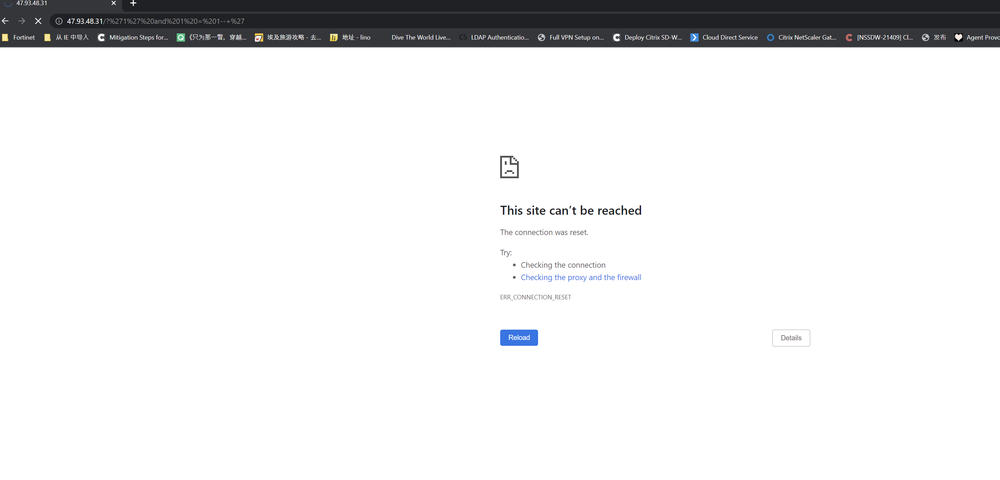 47.93.48.31
47.93.48.31/?%271%27%20and%201%20=%201--+%27
Fortinet 从 IE 中导入 Mitigation Steps for... 《只为那一瞥，穿越... 埃及旅游攻略 - 去... 地址 - lino Dive The World Live... CS LDAP Authenticatio... Full VPN Setup on... Deploy Citrix SD-W... Cloud Direct Service Citrix NetScaler Gat... [NSSDW-21409] Cl... 发布 Agent Provo
This site can’t be reached
The connection was reset.
Try:
Checking the connection
Checking the proxy and the firewall
ERR_CONNECTION_RESET
Reload Details